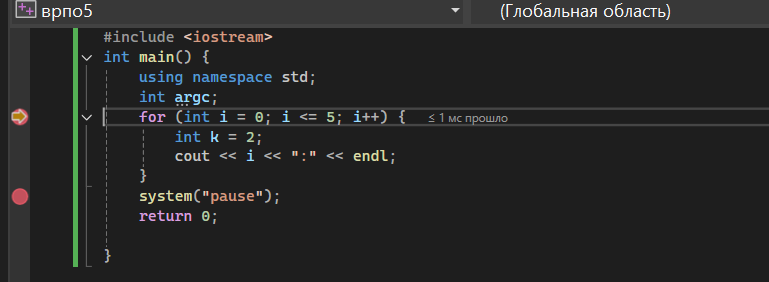 врпо5 (Глобальная область)
#include <iostream>
int main() {
using namespace std;
int argc;
for (int i = 0; i <= 5; i++) { ≤ 1 мс прошло
int k = 2;
cout << i << ":" << endl;
}
system("pause");
return 0;
}